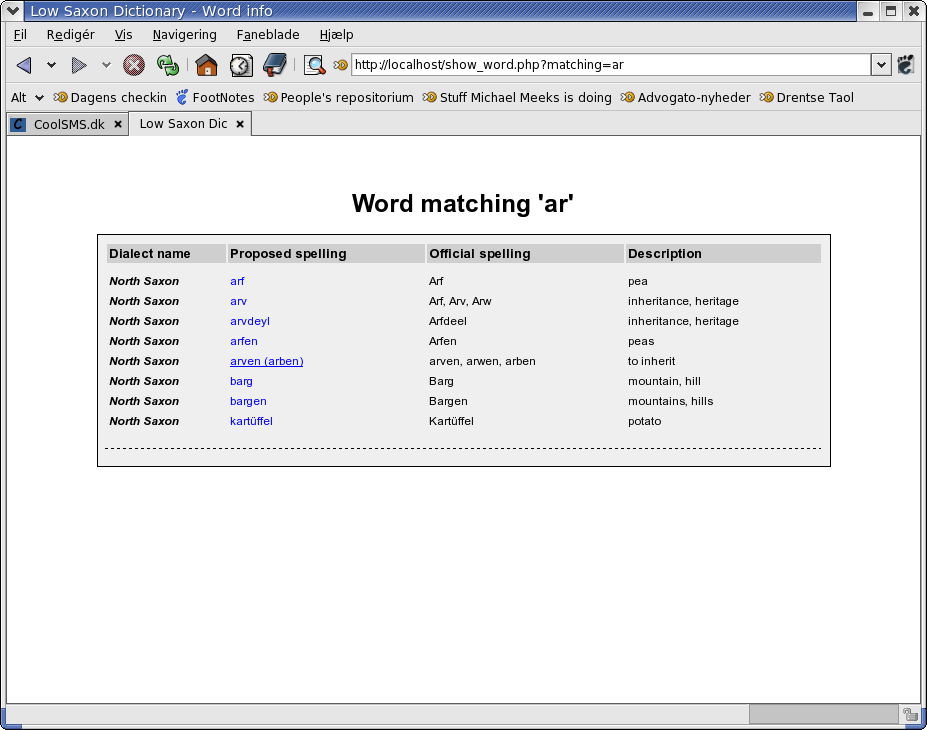 Low Saxon Dictionary - Word info
Fil Redigér Vis Navigering Faneblade Hjælp
http://localhost/show_word.php?matching=ar
Alt Dagens checkin FootNotes People's repositorium Stuff Michael Meeks is doing Advogato-nyheder Drentse Taol
C CoolSMS.dk Low Saxon Dic
Word matching 'ar'
Dialect name Proposed spelling Official spelling Description
North Saxon arf Arf pea
North Saxon arv Arf, Arv, Arw inheritance, heritage
North Saxon arvdeyl Arfdeel inheritance, heritage
North Saxon arfen Arfen peas
North Saxon arven (arben) arven, arwen, arben to inherit
North Saxon barg Barg mountain, hill
North Saxon bargen Bargen mountains, hills
North Saxon kartüffel Kartüffel potato